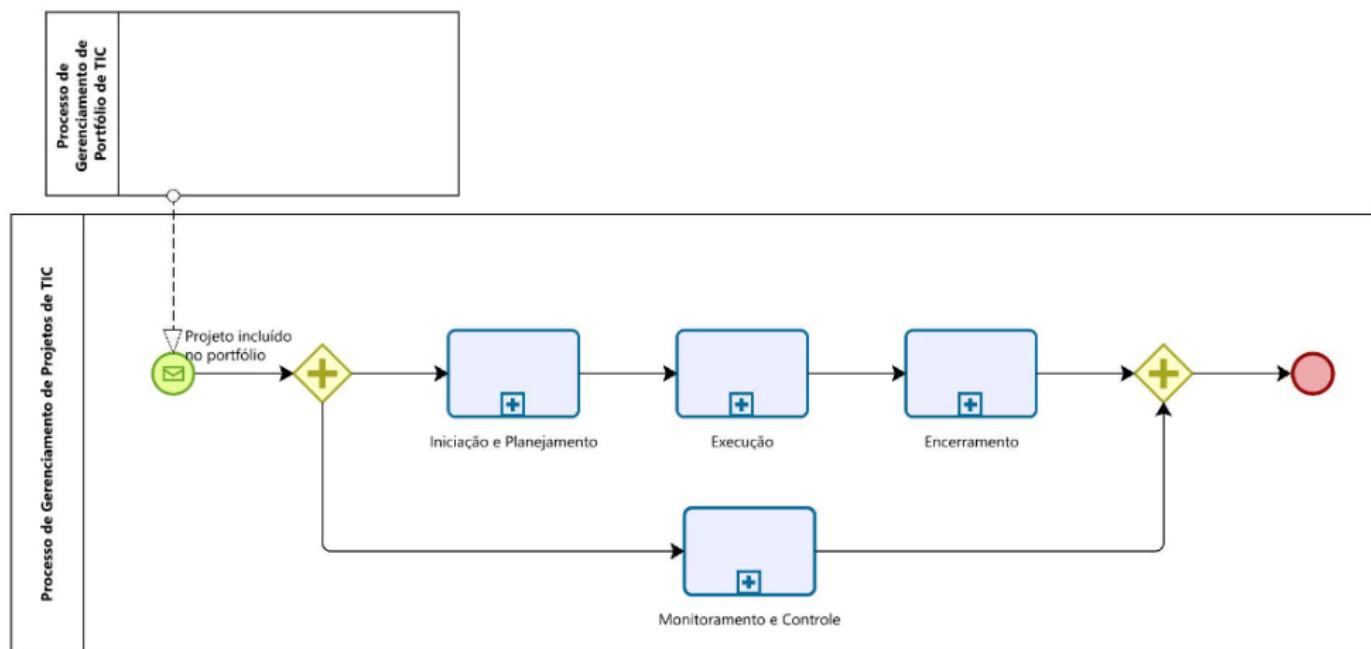 Processo de
Gerenciamento de
Portfólio de TIC
Processo de Gerenciamento de Projetos de TIC
Projeto incluído
no portfólio
Iniciação e Planejamento
Execução
Encerramento
Monitoramento e Controle